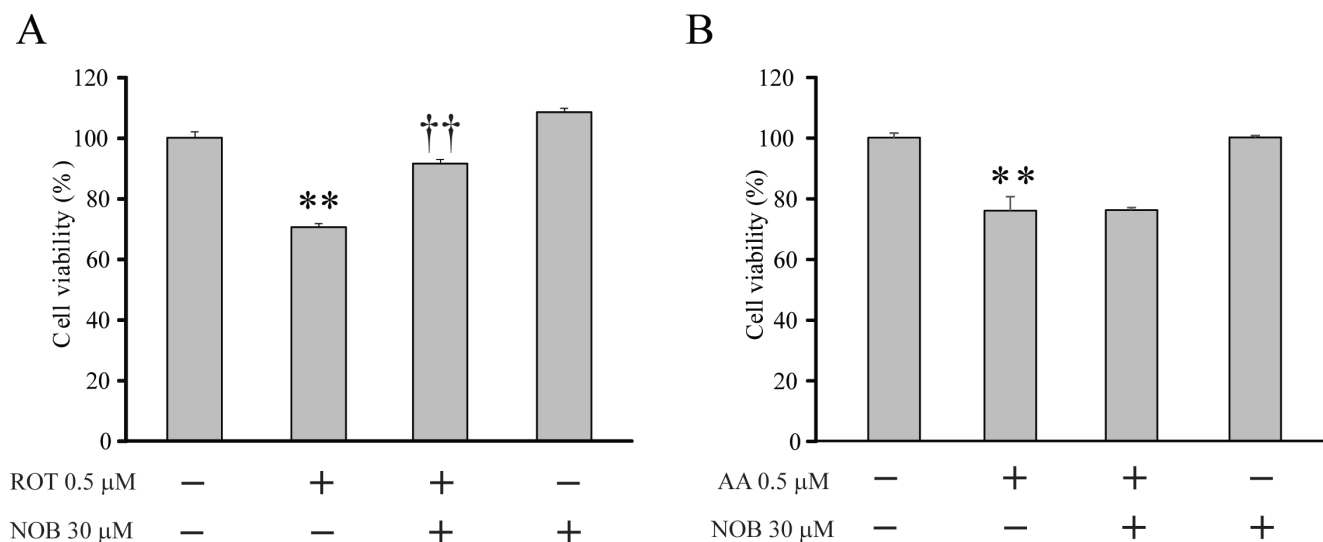 A
Cell viability (%)
120
100
80
60
40
20
0
**
††
ROT 0.5 μM − + + −
NOB 30 μM − − + +
B
Cell viability (%)
120
100
80
60
40
20
0
**
AA 0.5 μM − + + −
NOB 30 μM − − + +